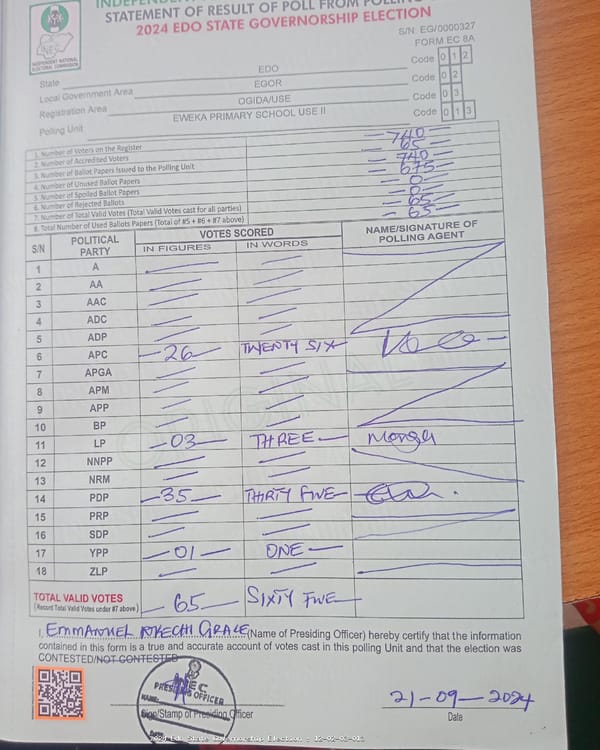 STATEMENT OF RESULT OF POLL FROM POLLING
2024 EDO STATE GOVERNORSHIP ELECTION
S/N: EG/0000327
FORM EC 8A
INEC
INDEPENDENT NATIONAL ELECTORAL COMMISSION
State EDO Code 0 1 2
Local Government Area EGOR Code 0 2
Registration Area OGIDA/USE Code 0 3
Polling Unit EWEKA PRIMARY SCHOOL USE II Code 0 1 3
1. Number of Voters on the Register 740
2. Number of Accredited Voters 65
3. Number of Ballot Papers Issued to the Polling Unit 740
4. Number of Unused Ballot Papers 675
5. Number of Spoiled Ballot Papers 0
6. Number of Rejected Ballots 0
7. Number of Total Valid Votes (Total Valid Votes cast for all parties) 65
8. Total Number of Used Ballots Papers (Total of #5 + #6 + #7 above) 65
S/N POLITICAL PARTY VOTES SCORED NAME/SIGNATURE OF POLLING AGENT
IN FIGURES IN WORDS
1 A
2 AA
3 AAC
4 ADC
5 ADP
6 APC 26 TWENTY SIX
7 APGA
8 APM
9 APP
10 BP
11 LP 03 THREE
12 NNPP
13 NRM
14 PDP 35 THIRTY FIVE
15 PRP
16 SDP
17 YPP 01 ONE
18 ZLP
TOTAL VALID VOTES 65 SIXTY FIVE
(Record Total Valid Votes under #7 above)
I, EMMANUEL NKECHI GRACE (Name of Presiding Officer) hereby certify that the information
contained in this form is a true and accurate account of votes cast in this polling Unit and that the election was
CONTESTED/NOT CONTESTED
INEC
PRESIDING OFFICER
NAME:
Sign/Stamp of Presiding Officer
Date:
21-09-2024
Date
2024 Edo State Governorship Election : 12-02-03-013